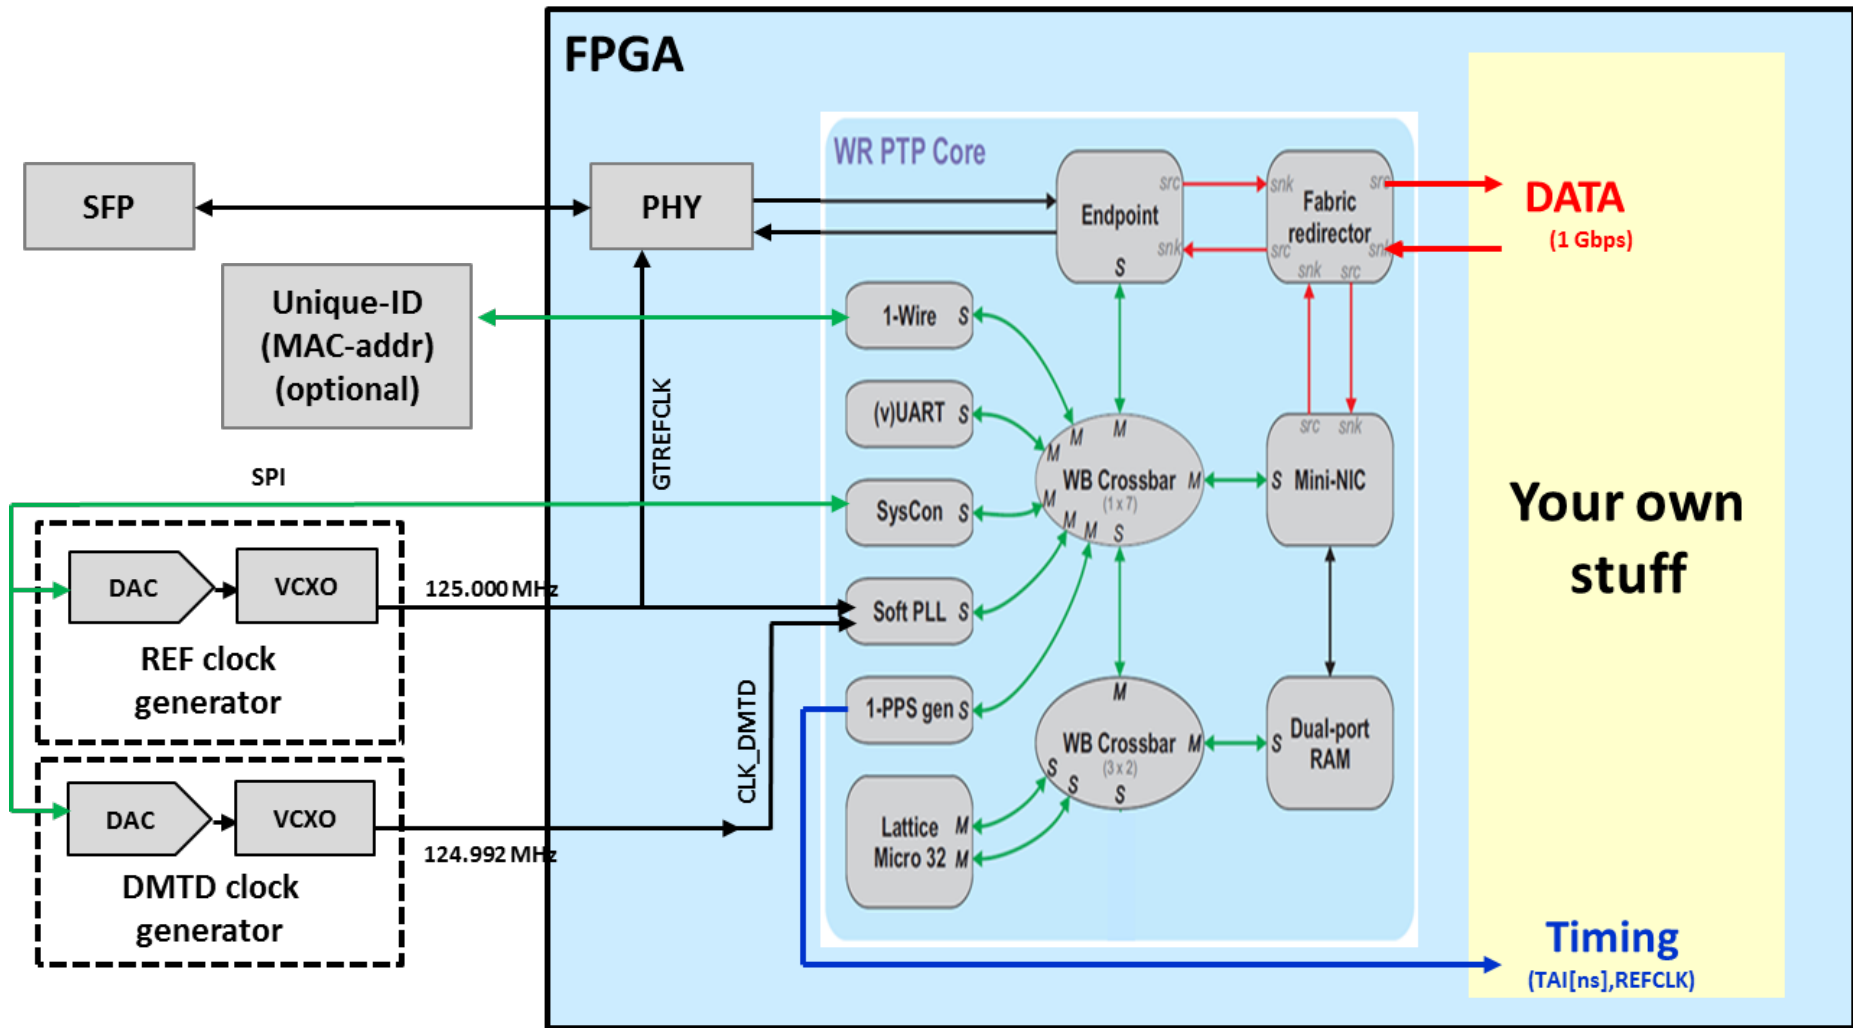 FPGA
WR PTP Core
SFP
PHY
Endpoint
src
snk
S
snk
src
Fabric
redirector
src
snk
snk
src
DATA
(1 Gbps)
Unique-ID
(MAC-addr)
(optional)
1-Wire S
(v)UART S
SysCon S
Soft PLL S
1-PPS gen S
GTREFCLK
SPI
M
M
M
M
M
M
M
S
WB Crossbar
(1 x 7)
src
snk
S Mini-NIC
Your own
stuff
DAC
VCXO
125.000 MHz
REF clock
generator
CLK_DMTD
DAC
VCXO
124.992 MHz
DMTD clock
generator
M
WB Crossbar M
(3 x 2)
S
S
S
S
Dual-port
RAM
Lattice M
Micro 32 M
Timing
(TAI[ns],REFCLK)